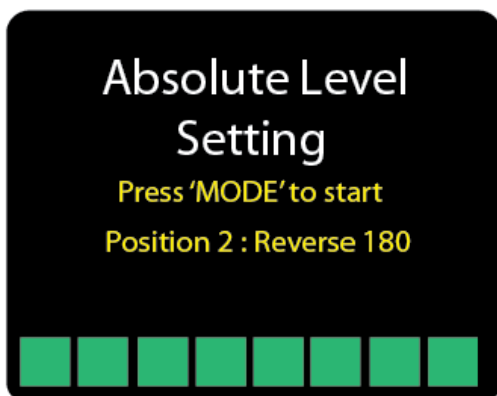 Absolute Level
Setting
Press ‘MODE’ to start
Position 2 : Reverse 180